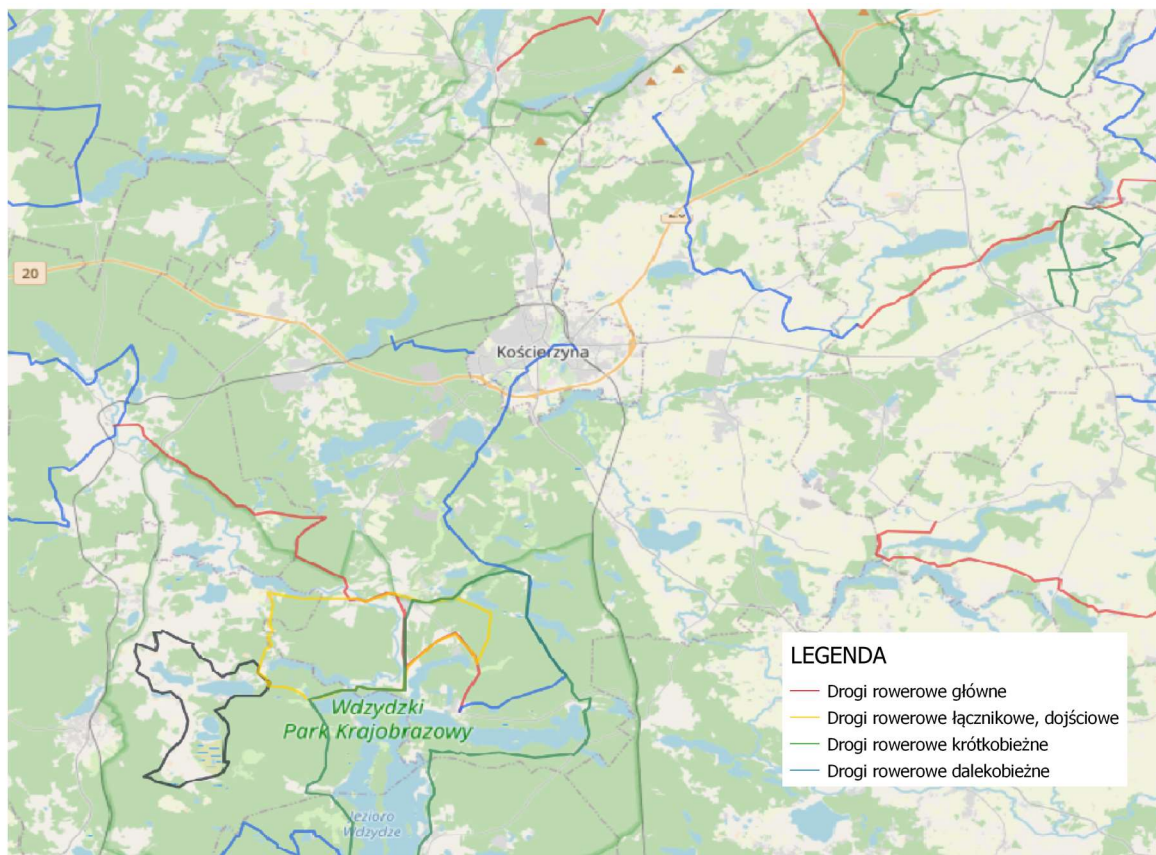 20
Kościerzyna
Wdzydzki
Park Krajobrazowy
Jezioro
Wdzydze
LEGENDA
Drogi rowerowe główne
Drogi rowerowe łącznikowe, dojściowe
Drogi rowerowe krótkobieżne
Drogi rowerowe dalekobieżne